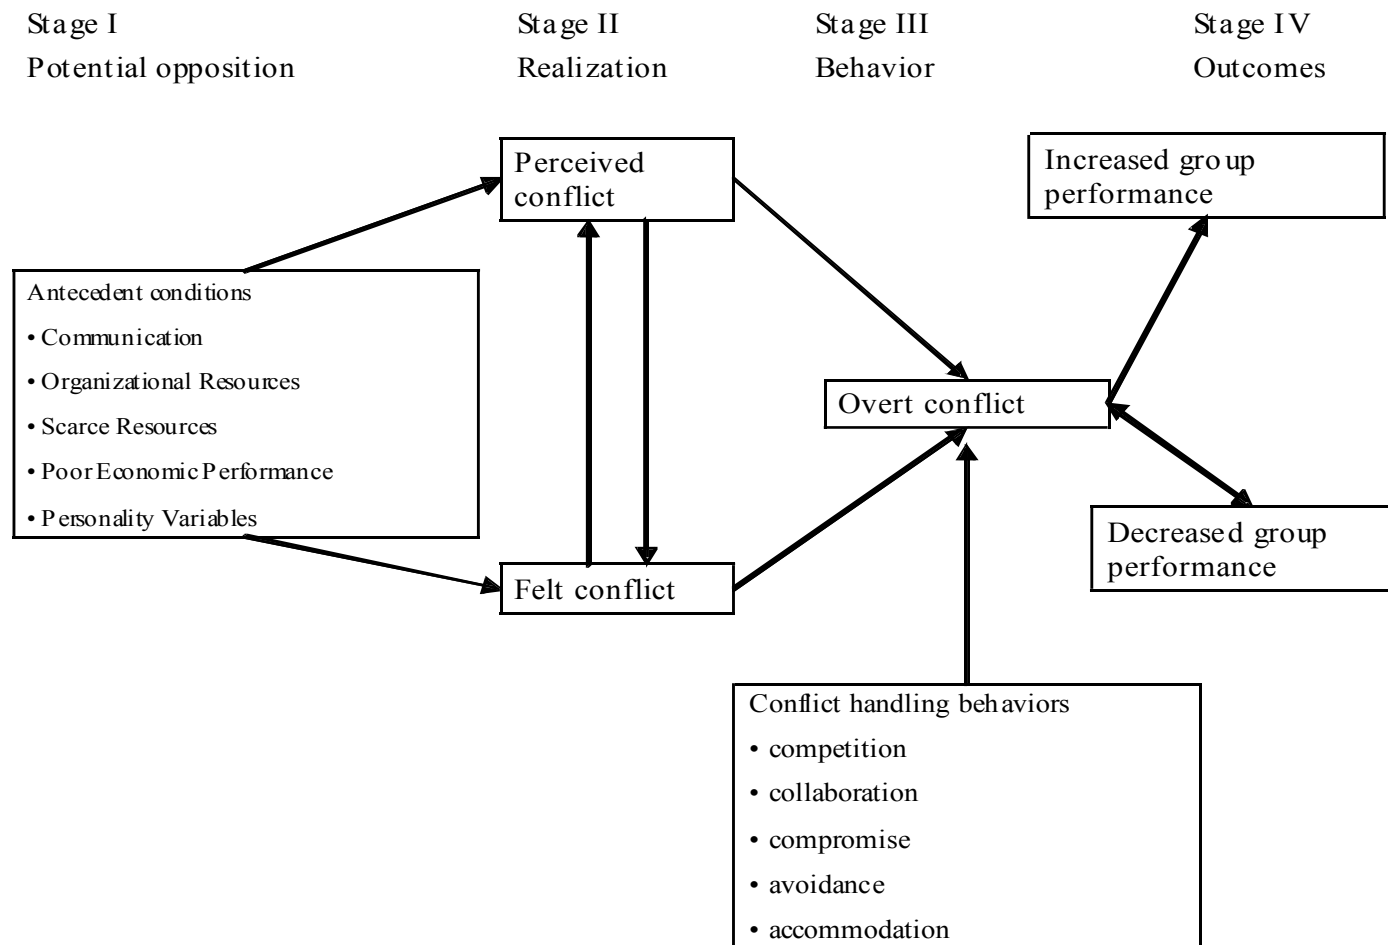 Stage I
Potential opposition
Stage II
Realization
Stage III
Behavior
Stage IV
Outcomes
Perceived
conflict
Increased group
performance
Antecedent conditions
• Communication
• Organizational Resources
• Scarce Resources
• Poor Economic Performance
• Personality Variables
Overt conflict
Felt conflict
Decreased group
performance
Conflict handling behaviors
• competition
• collaboration
• compromise
• avoidance
• accommodation